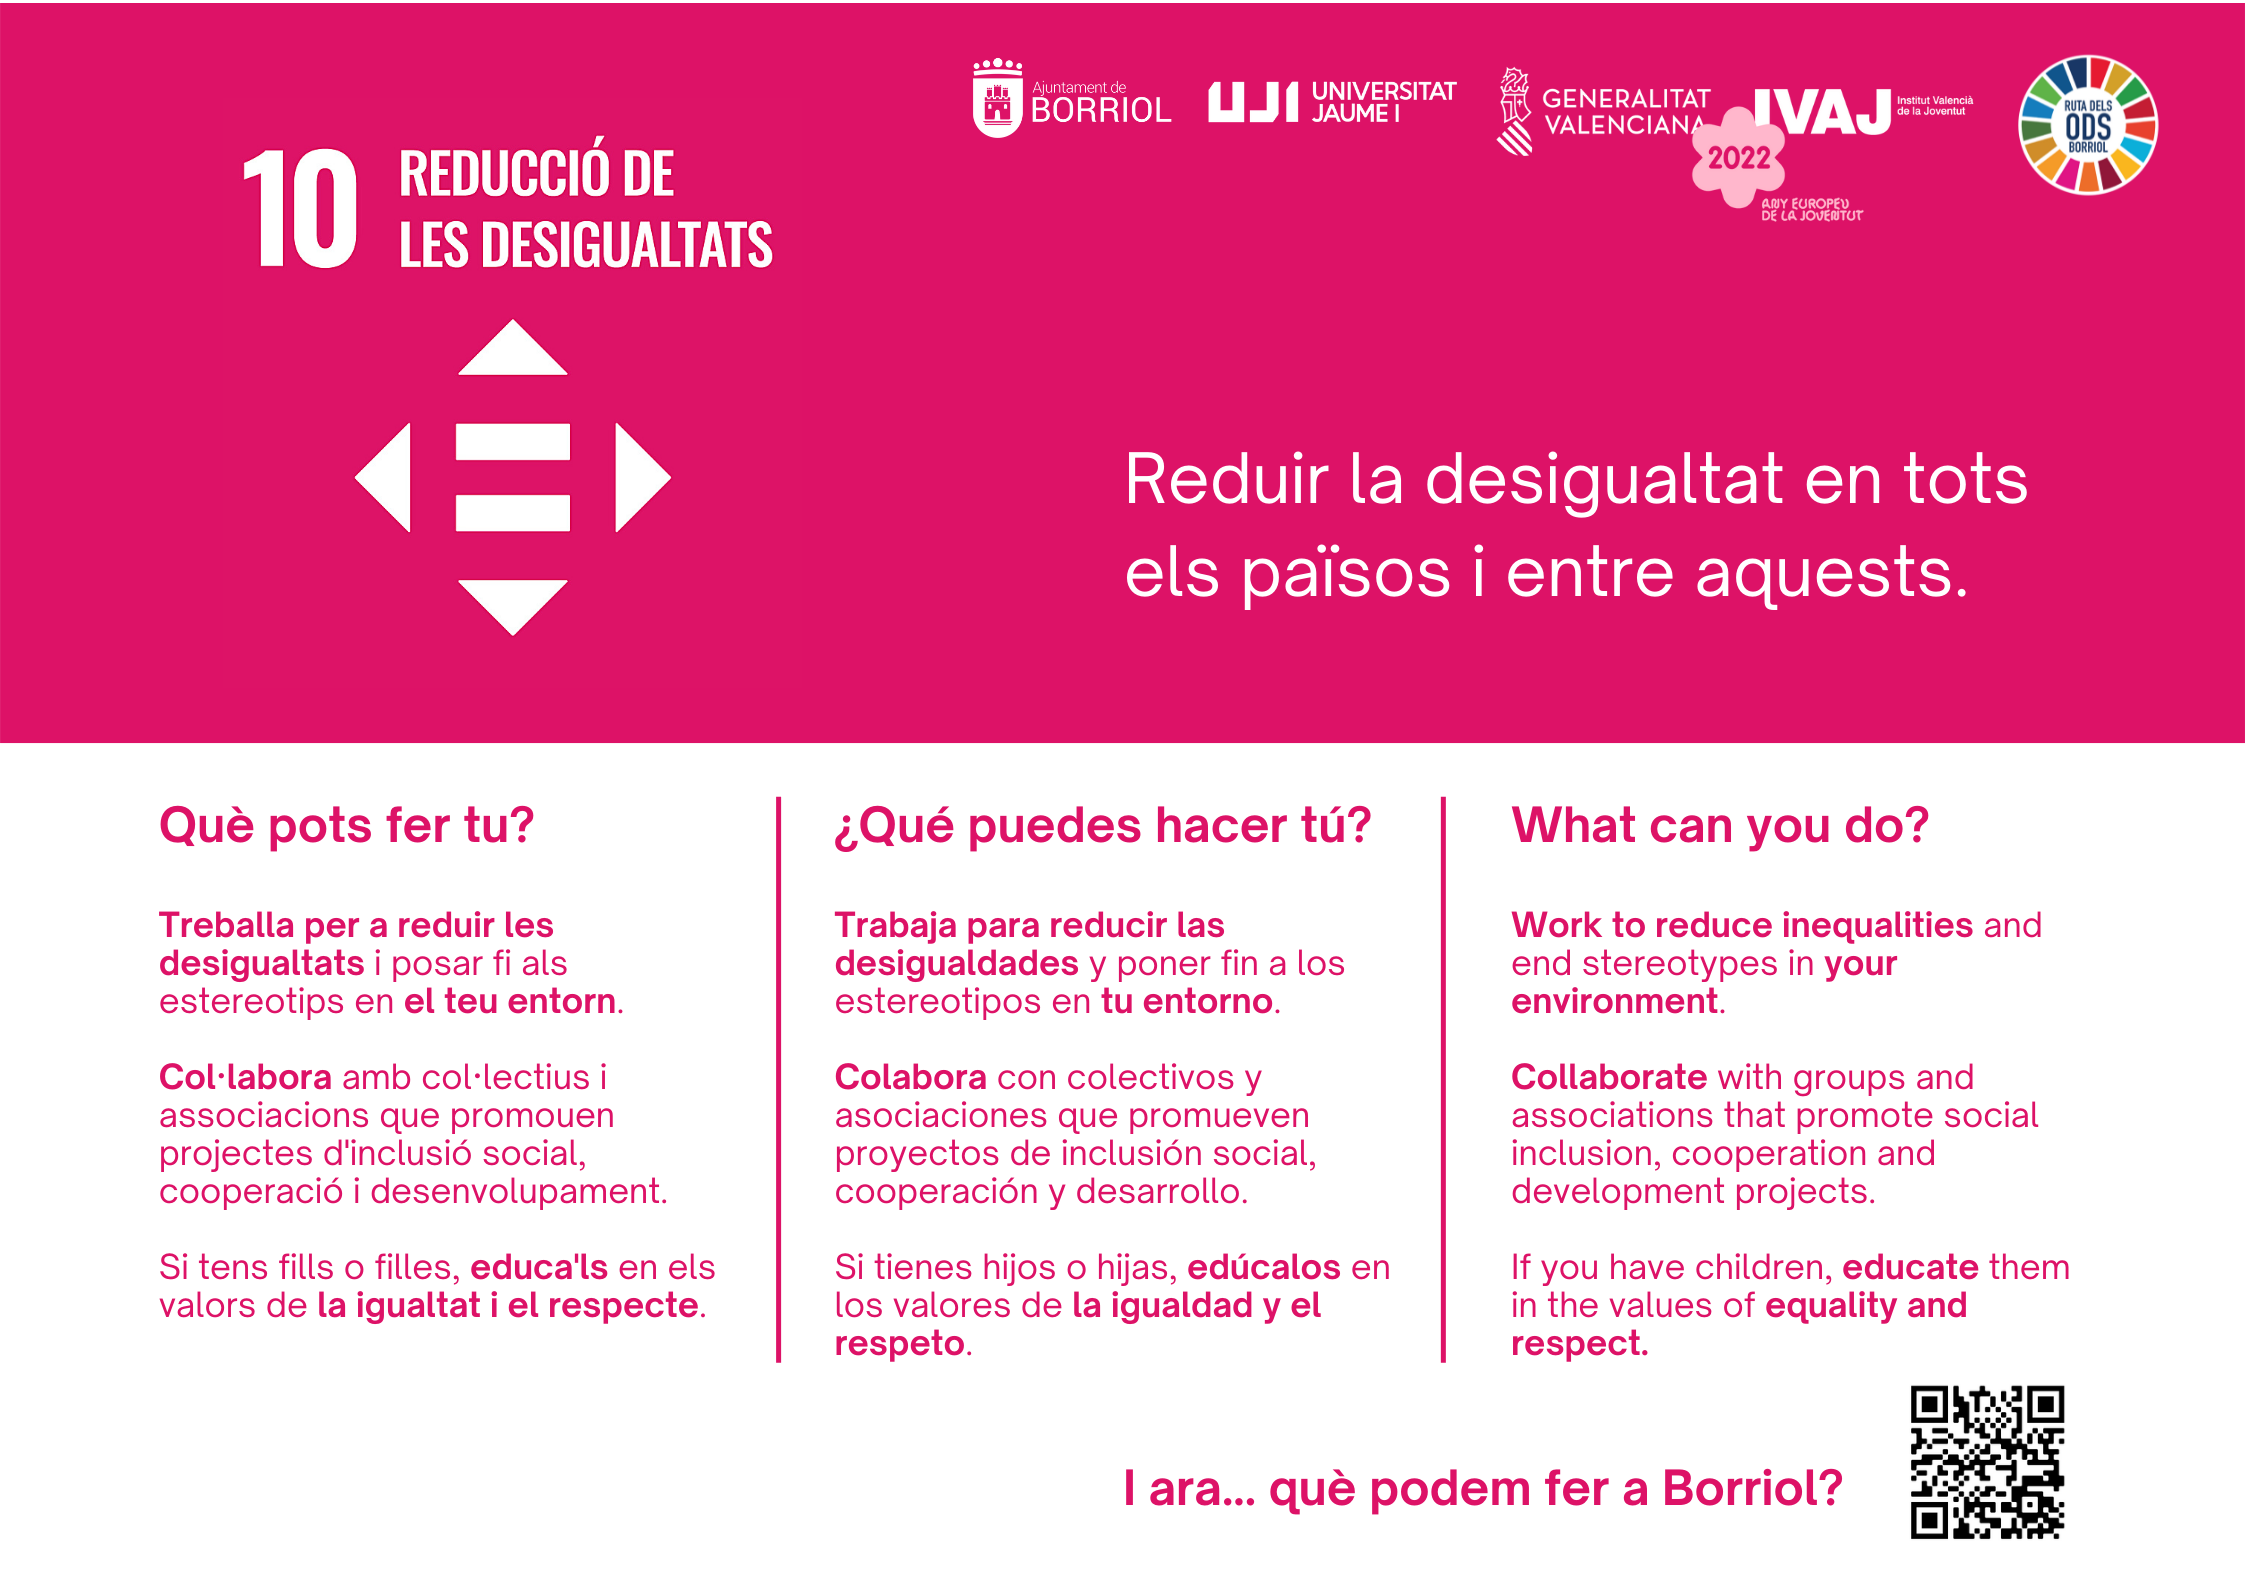 Ajuntament de
BORRIOL
UJI UNIVERSITAT
JAUME I
GENERALITAT
VALENCIANA
IVAJ Institut Valencià
de la Joventut
2022
ANY EUROPEU
DE LA JOVENTUT
RUTA DELS
ODS
BORRIOL
10 REDUCCIÓ DE
LES DESIGUALTATS
Reduir la desigualtat en tots
els països i entre aquests.
Què pots fer tu?
Treballa per a reduir les
desigualtats i posar fi als
estereotips en el teu entorn.
Col·labora amb col·lectius i
associacions que promouen
projectes d'inclusió social,
cooperació i desenvolupament.
Si tens fills o filles, educa'ls en els
valors de la igualtat i el respecte.
¿Qué puedes hacer tú?
Trabaja para reducir las
desigualdades y poner fin a los
estereotipos en tu entorno.
Colabora con colectivos y
asociaciones que promueven
proyectos de inclusión social,
cooperación y desarrollo.
Si tienes hijos o hijas, edúcalos en
los valores de la igualdad y el
respeto.
What can you do?
Work to reduce inequalities and
end stereotypes in your
environment.
Collaborate with groups and
associations that promote social
inclusion, cooperation and
development projects.
If you have children, educate them
in the values of equality and
respect.
I ara... què podem fer a Borriol?